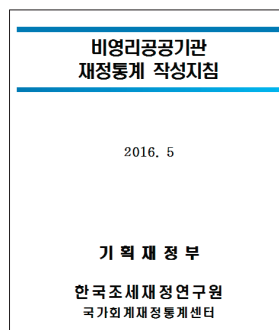 비영리공공기관
재정통계 작성지침
2016. 5
기 획 재 정 부
한국조세재정연구원
국가회계재정통계센터